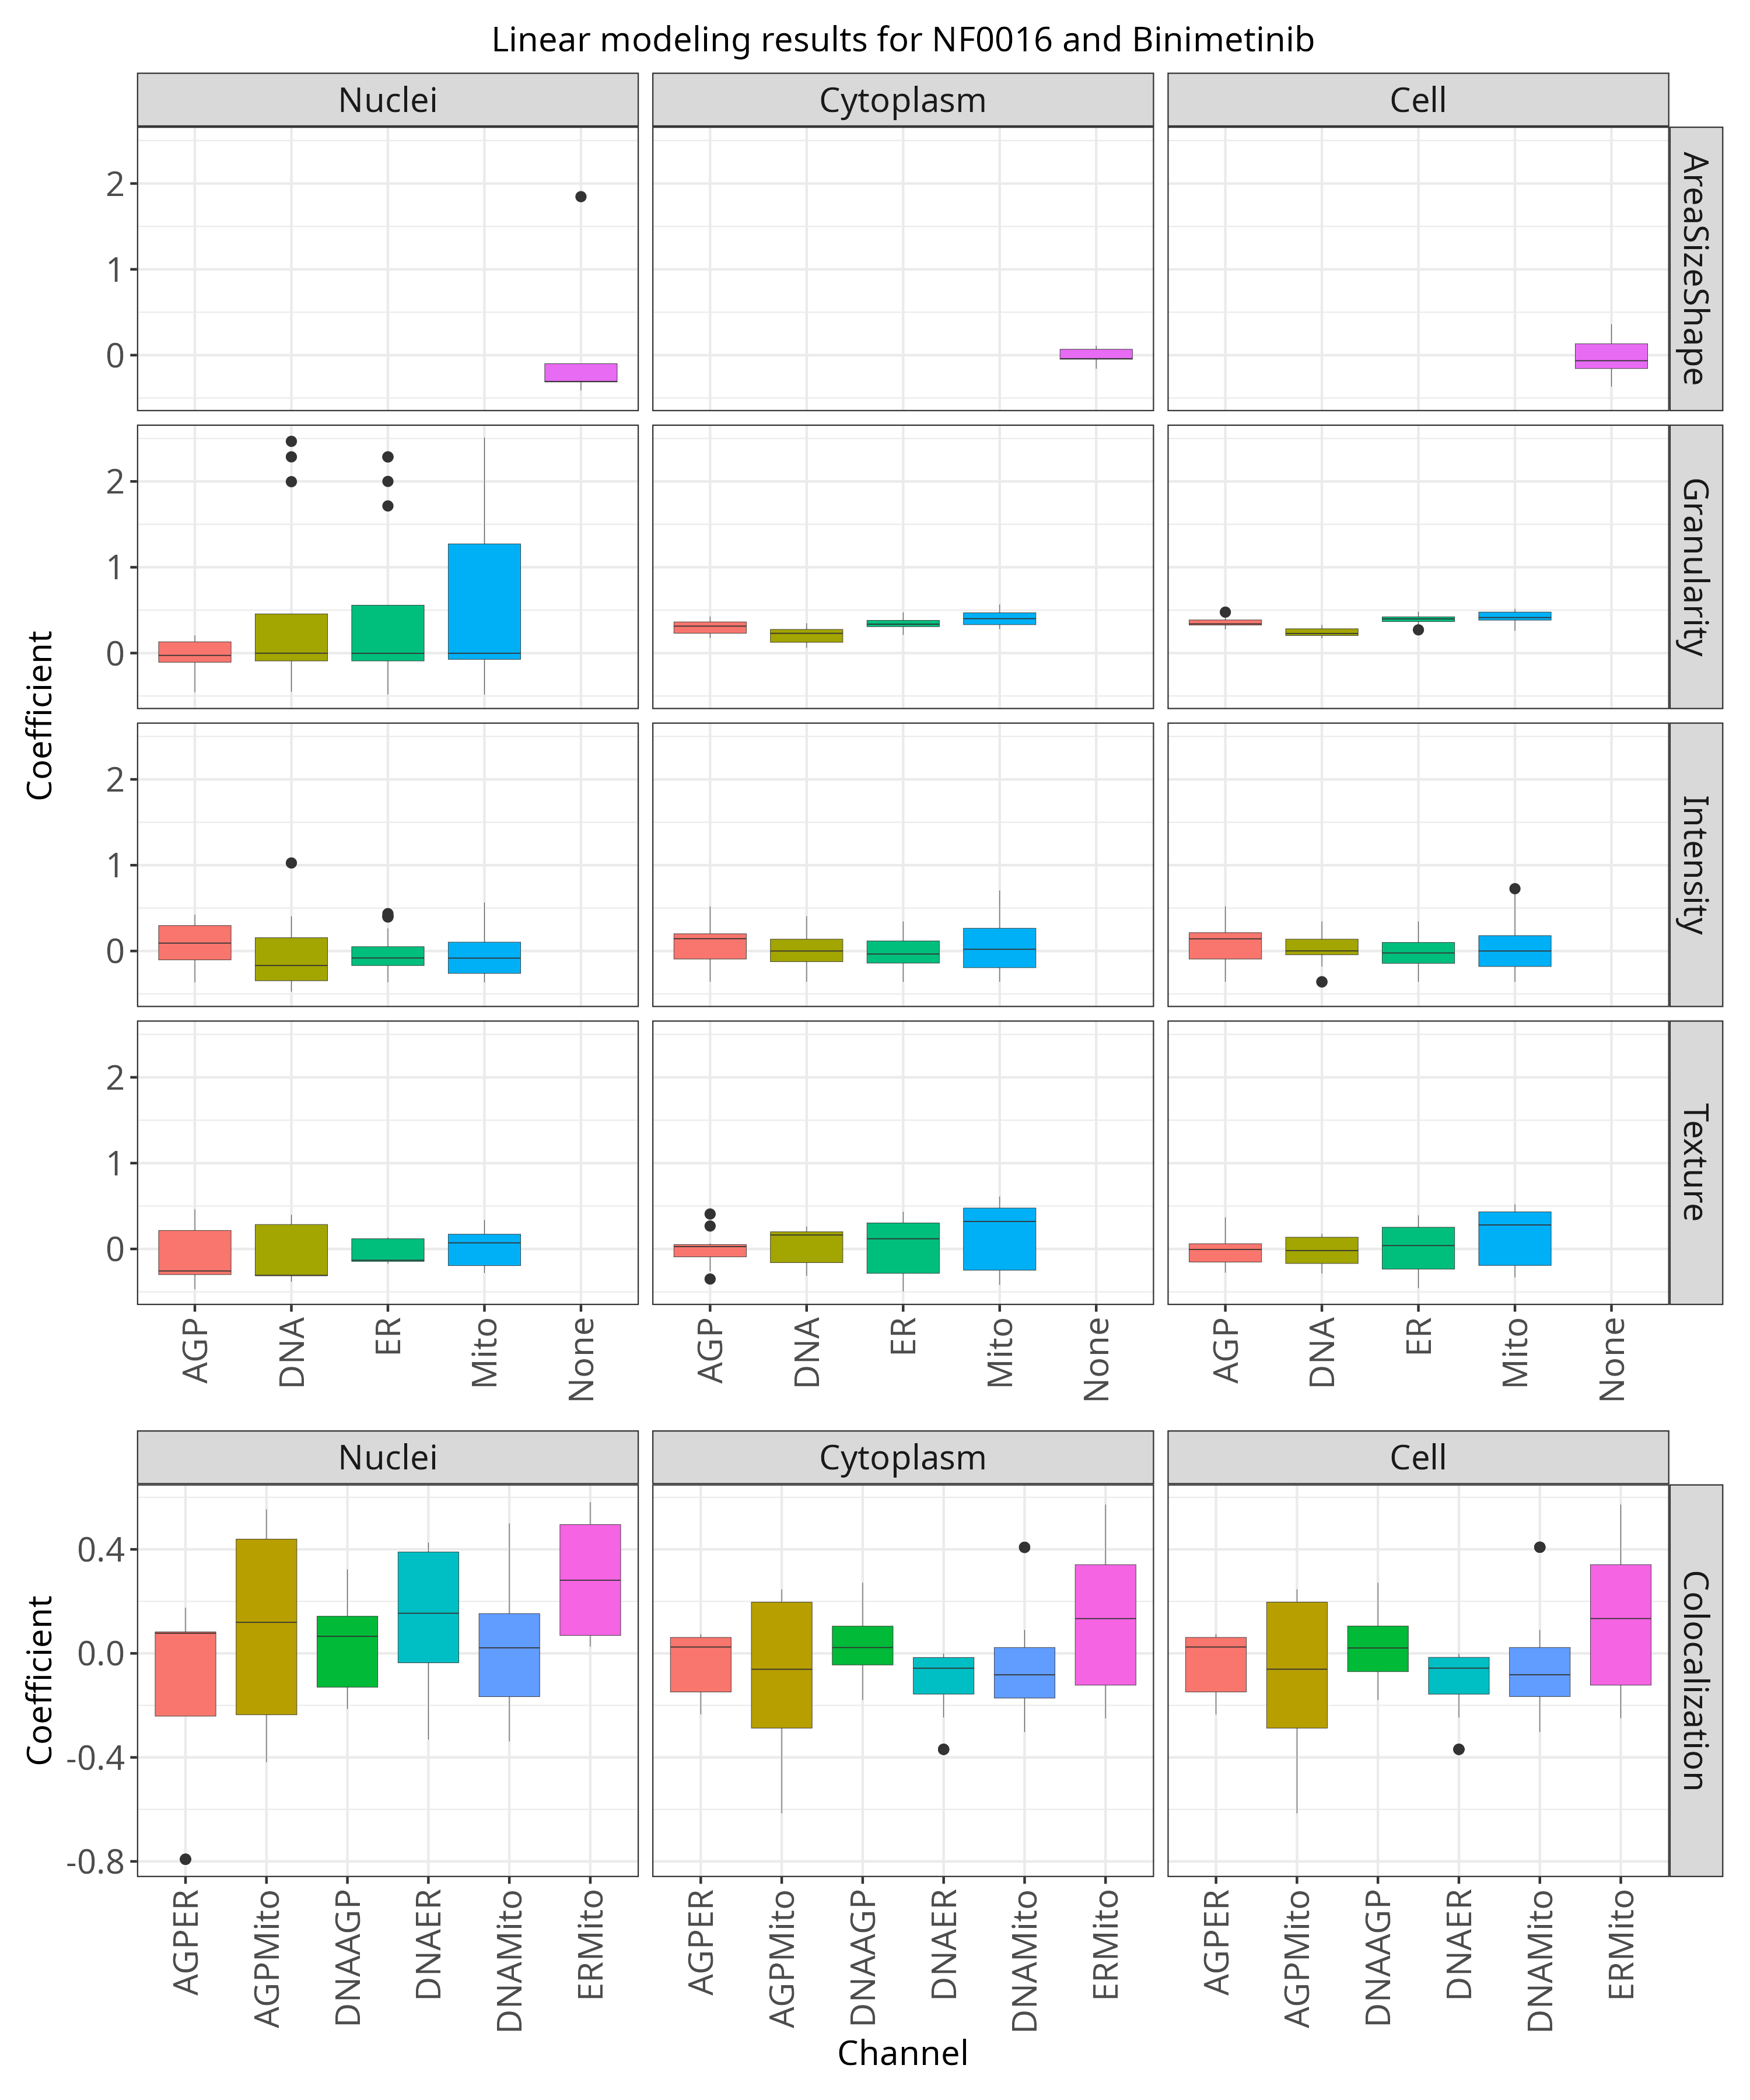 Linear modeling results for NF0016 and Binimetinib
Nuclei Cytoplasm Cell
2
1
0
AreaSizeShape
2
1
0
Granularity
Coefficient
2
1
0
Intensity
2
1
0
Texture
AGP DNA ER Mito None AGP DNA ER Mito None AGP DNA ER Mito None
Nuclei Cytoplasm Cell
0.4
0.0
-0.4
-0.8
Coefficient
Colocalization
AGPER AGPMito DNAAGP DNAER DNAMito ERMito AGPER AGPMito DNAAGP DNAER DNAMito ERMito AGPER AGPMito DNAAGP DNAER DNAMito ERMito
Channel